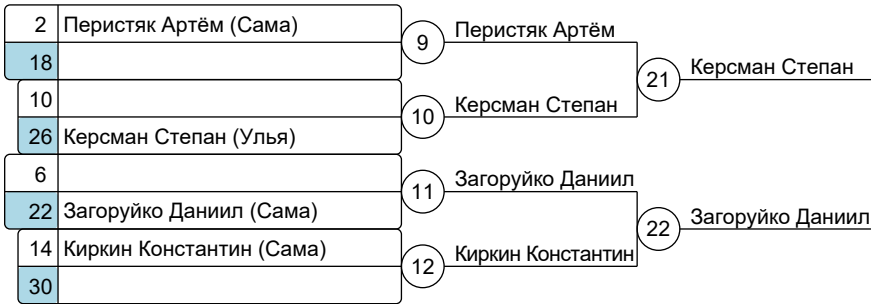 2 Перистяк Артём (Сама)
18
9 Перистяк Артём
10
26 Керсман Степан (Улья)
10 Керсман Степан
21 Керсман Степан
6
22 Загоруйко Даниил (Сама)
11 Загоруйко Даниил
14 Киркин Константин (Сама)
30
12 Киркин Константин
22 Загоруйко Даниил